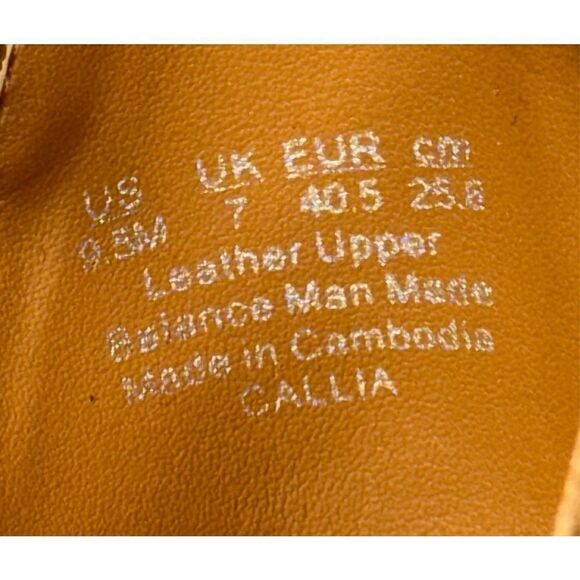 US UK EUR cm
9.5M 7 40.5 25.6
Leather Upper
Balance Man Made
Made in Cambodia
CALLIA